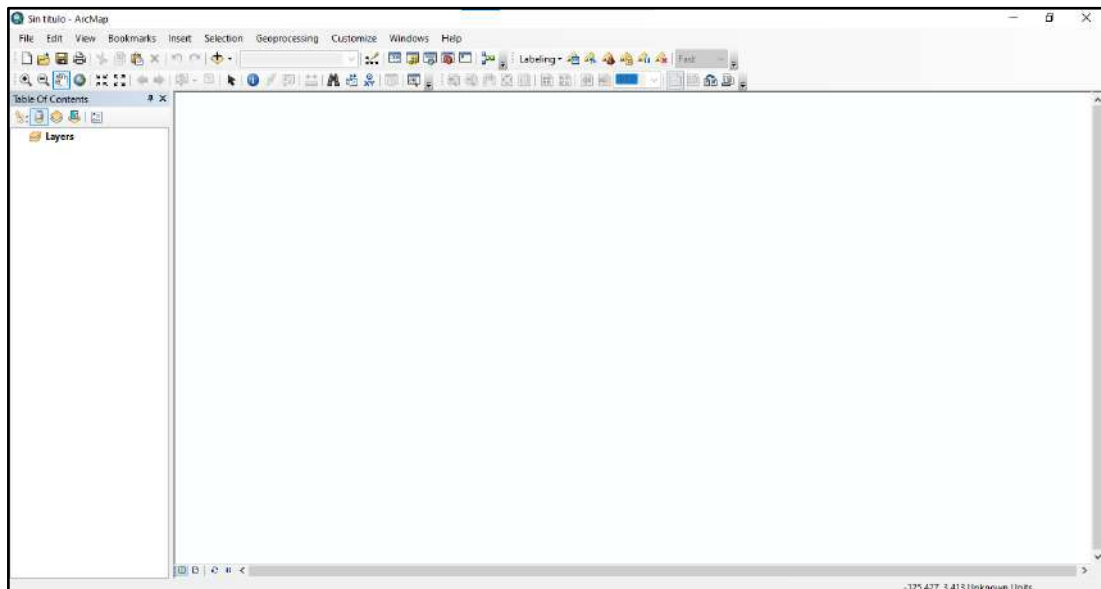 Sin título - ArcMap
File Edit View Bookmarks Insert Selection Geoprocessing Customize Windows Help
Labeling Fast
Table Of Contents
Layers
Unknown Units